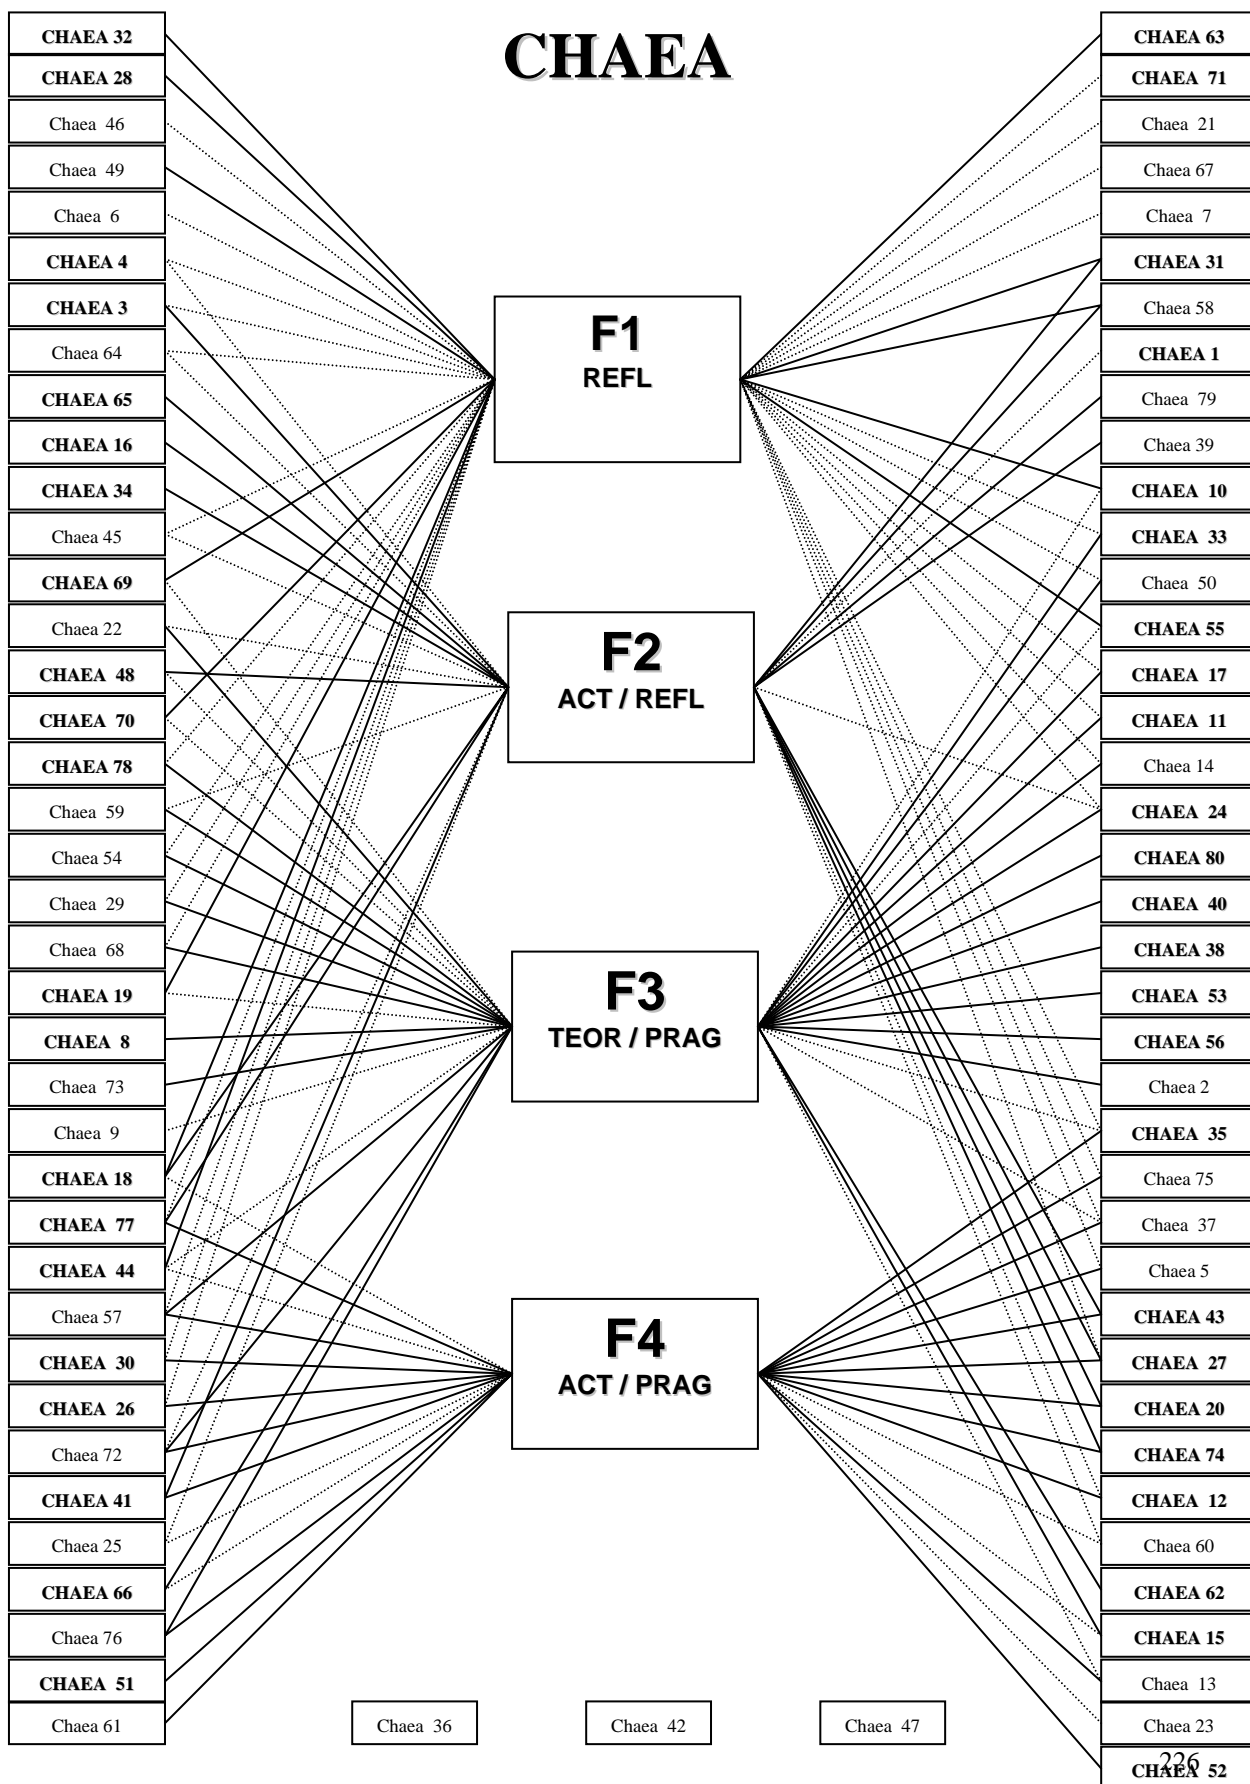 CHAEA
CHAEA 32
CHAEA 28
Chaea 46
Chaea 49
Chaea 6
CHAEA 4
CHAEA 3
Chaea 64
CHAEA 65
CHAEA 16
CHAEA 34
Chaea 45
CHAEA 69
Chaea 22
CHAEA 48
CHAEA 70
CHAEA 78
Chaea 59
Chaea 54
Chaea 29
Chaea 68
CHAEA 19
CHAEA 8
Chaea 73
Chaea 9
CHAEA 18
CHAEA 77
CHAEA 44
Chaea 57
CHAEA 30
CHAEA 26
Chaea 72
CHAEA 41
Chaea 25
CHAEA 66
Chaea 76
CHAEA 51
Chaea 61
F1
REFL
F2
ACT / REFL
F3
TEOR / PRAG
F4
ACT / PRAG
Chaea 36
Chaea 42
Chaea 47
CHAEA 63
CHAEA 71
Chaea 21
Chaea 67
Chaea 7
CHAEA 31
Chaea 58
CHAEA 1
Chaea 79
Chaea 39
CHAEA 10
CHAEA 33
Chaea 50
CHAEA 55
CHAEA 17
CHAEA 11
Chaea 14
CHAEA 24
CHAEA 80
CHAEA 40
CHAEA 38
CHAEA 53
CHAEA 56
Chaea 2
CHAEA 35
Chaea 75
Chaea 37
Chaea 5
CHAEA 43
CHAEA 27
CHAEA 20
CHAEA 74
CHAEA 12
Chaea 60
CHAEA 62
CHAEA 15
Chaea 13
Chaea 23
CHAEA 52
226